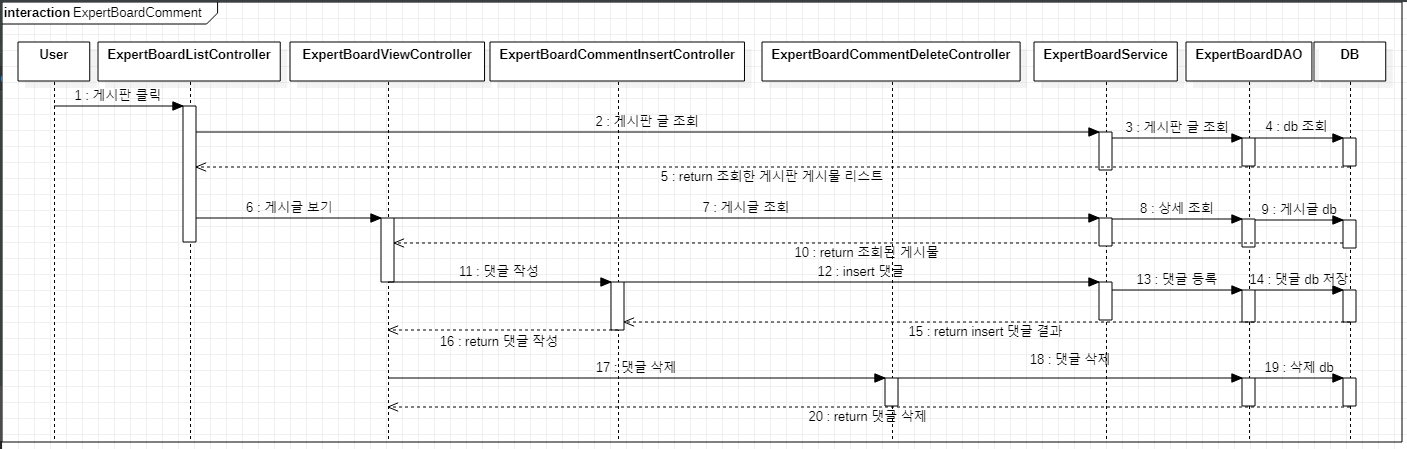 interaction ExpertBoardComment
User
ExpertBoardListController
ExpertBoardViewController
ExpertBoardCommentInsertController
ExpertBoardCommentDeleteController
ExpertBoardService
ExpertBoardDAO
DB
1 : 게시판 클릭
2 : 게시판 글 조회
3 : 게시판 글 조회
4 : db 조회
5 : return 조회한 게시판 게시물 리스트
6 : 게시글 보기
7 : 게시글 조회
8 : 상세 조회
9 : 게시글 db
10 : return 조회된 게시물
11 : 댓글 작성
12 : insert 댓글
13 : 댓글 등록
14 : 댓글 db 저장
15 : return insert 댓글 결과
16 : return 댓글 작성
17 : 댓글 삭제
18 : 댓글 삭제
19 : 삭제 db
20 : return 댓글 삭제